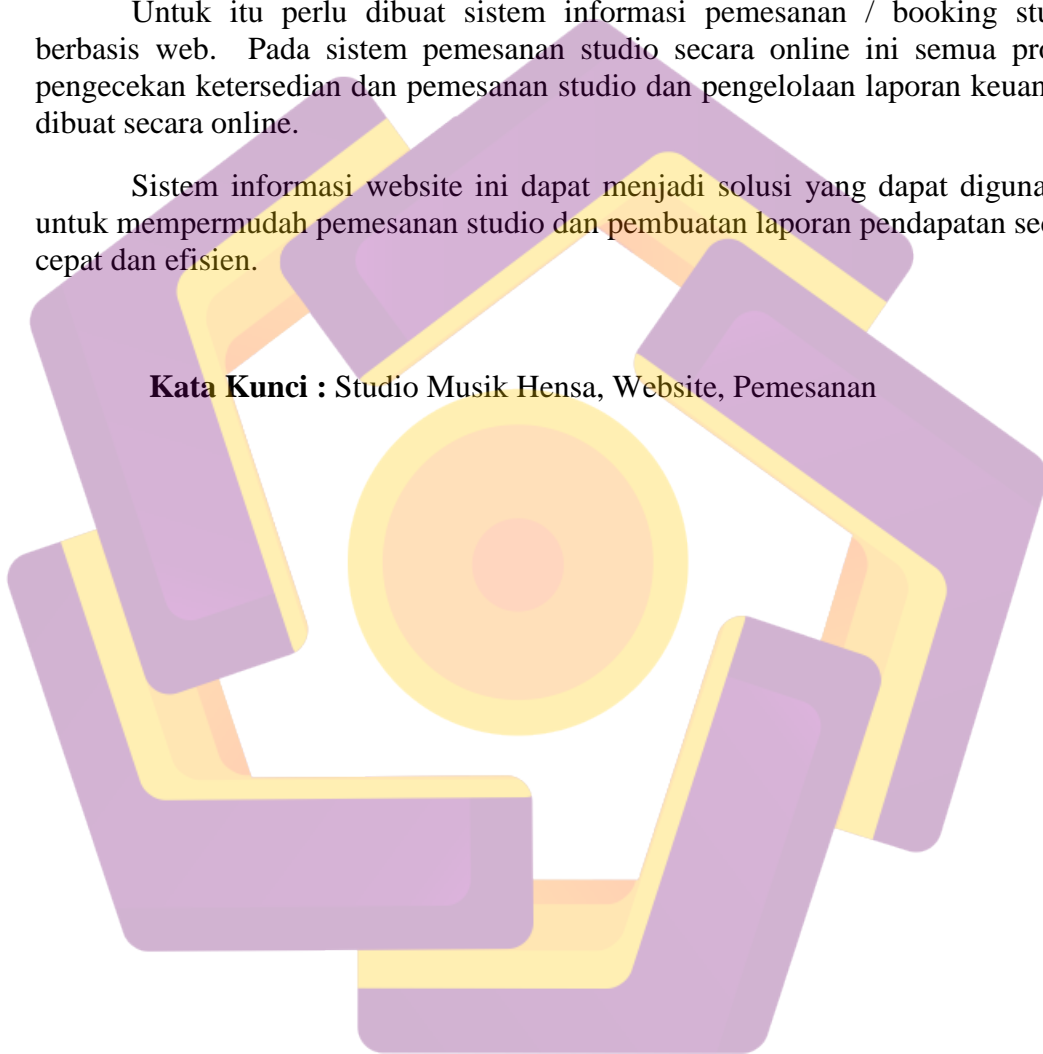 Untuk itu perlu dibuat sistem informasi pemesanan / booking stu
berbasis web. Pada sistem pemesanan studio secara online ini semua pro
pengecekan ketersedian dan pemesanan studio dan pengelolaan laporan keuan
dibuat secara online.
Sistem informasi website ini dapat menjadi solusi yang dapat diguna
untuk mempermudah pemesanan studio dan pembuatan laporan pendapatan sec
cepat dan efisien.
Kata Kunci : Studio Musik Hensa, Website, Pemesanan